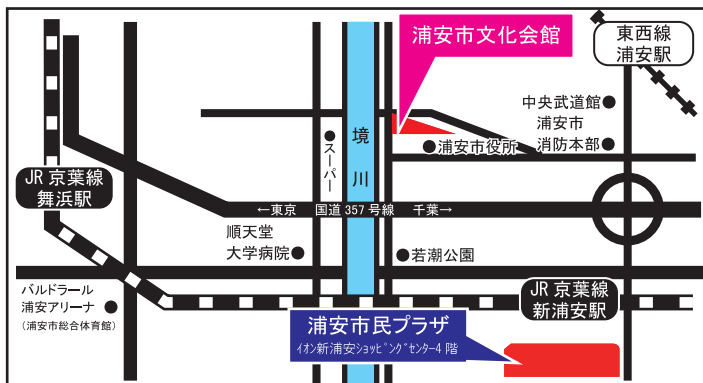 浦安市文化会館
東西線
浦安駅
中央武道館
浦安市
消防本部
境川
スーパー
浦安市役所
JR京葉線
舞浜駅
←東京 国道357号線 千葉→
順天堂
大学病院
若潮公園
バルドラール
浦安アリーナ
(浦安市総合体育館)
JR京葉線
新浦安駅
浦安市民プラザ
イオン新浦安ショッピングセンター4階